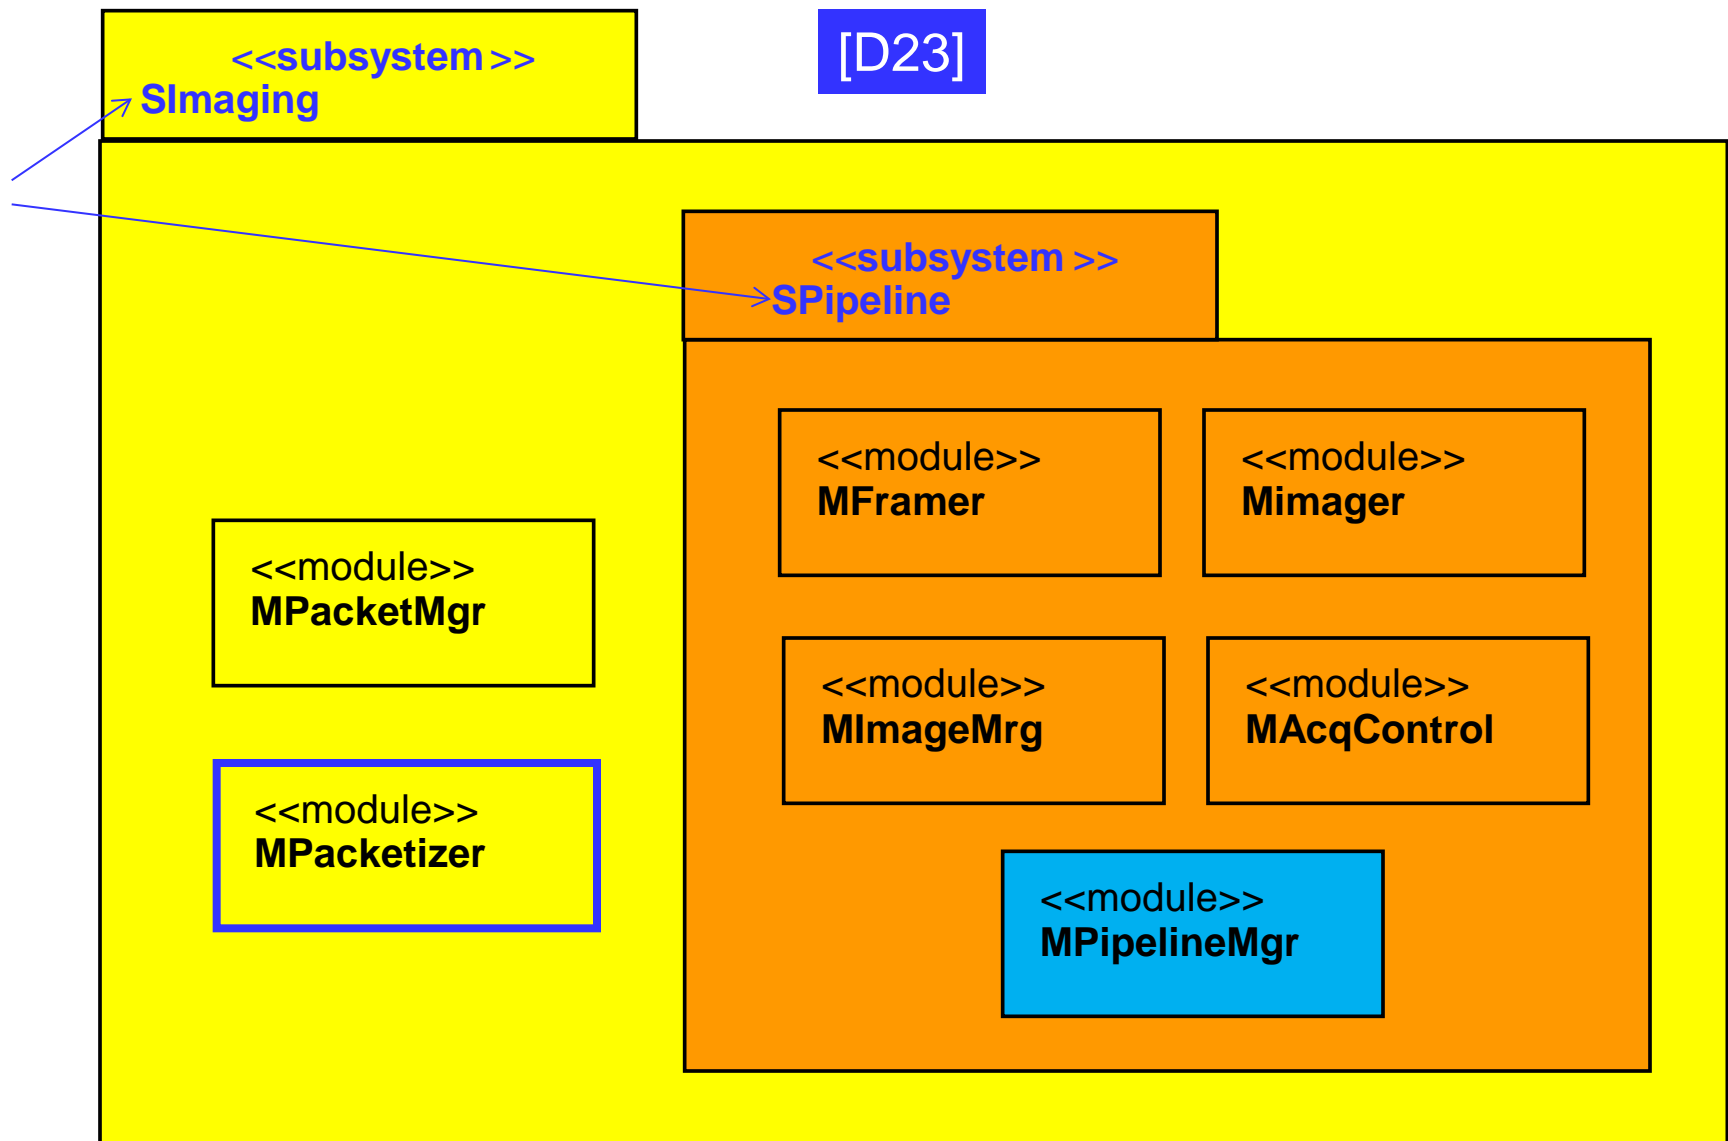 <<subsystem >>
SImaging
[D23]
<<subsystem >>
SPipeline
<<module>>
MFramer
<<module>>
Mimager
<<module>>
MPacketMgr
<<module>>
MImageMrg
<<module>>
MAcqControl
<<module>>
MPacketizer
<<module>>
MPipelineMgr